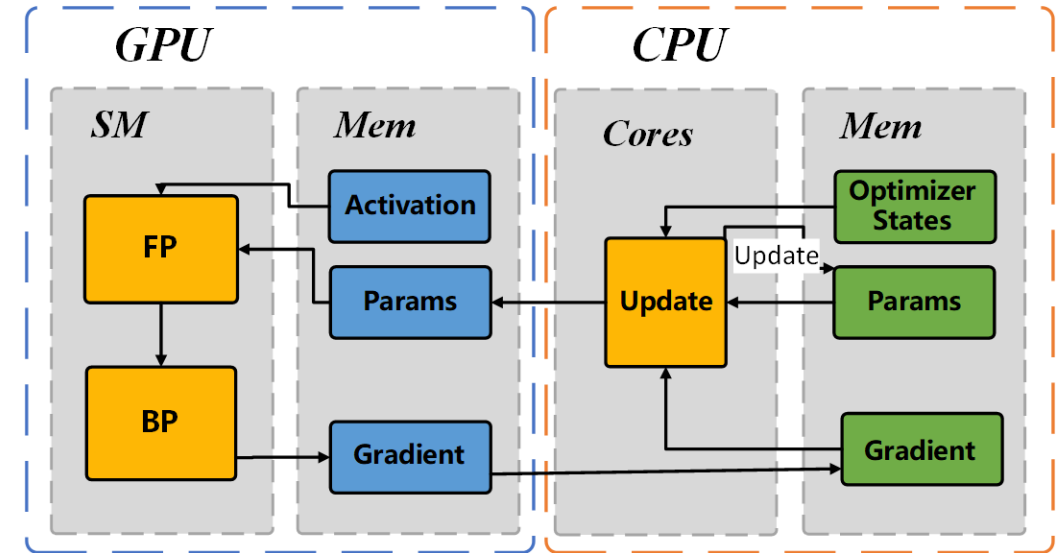 GPU
CPU
SM
Mem
Cores
Mem
FP
BP
Activation
Params
Gradient
Update
Update
Optimizer
States
Params
Gradient